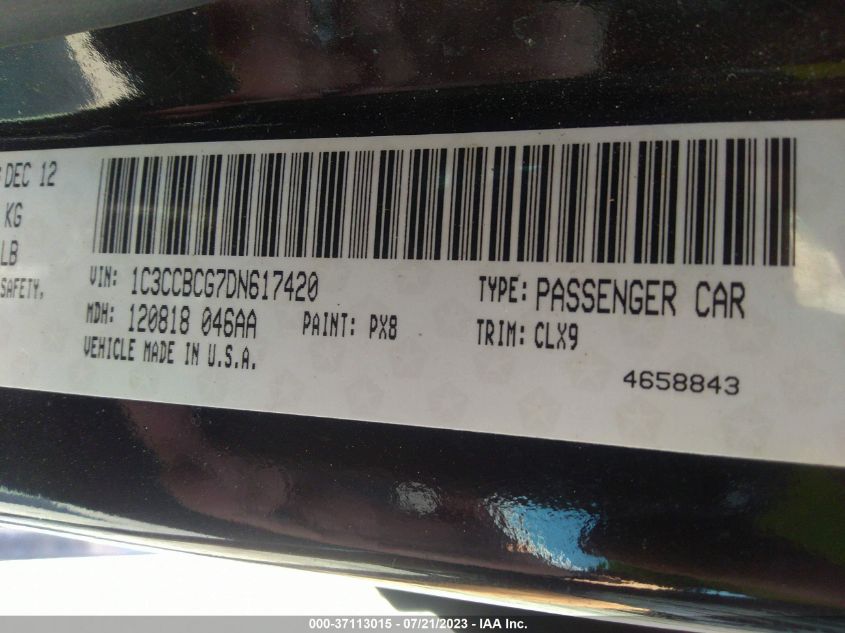 DEC 12
KG
LB
SAFETY,
VIN: 1C3CCBCG7DN617420 TYPE: PASSENGER CAR
MDH: 120818 046AA PAINT: PX8 TRIM: CLX9
VEHICLE MADE IN U.S.A.
4658843
000-37113015 - 07/21/2023 - © IAA Inc.